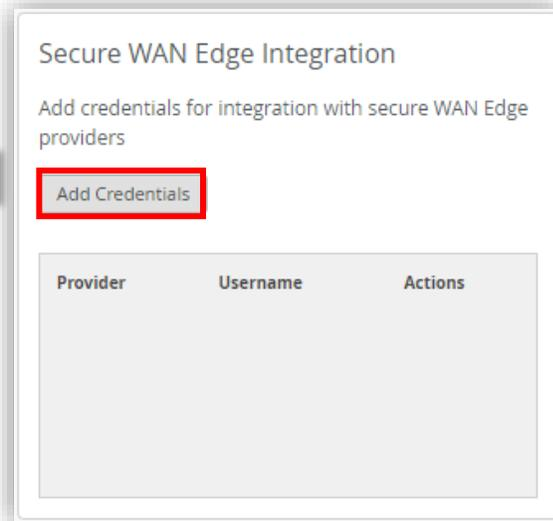 Secure WAN Edge Integration
Add credentials for integration with secure WAN Edge
providers
Add Credentials
Provider Username Actions